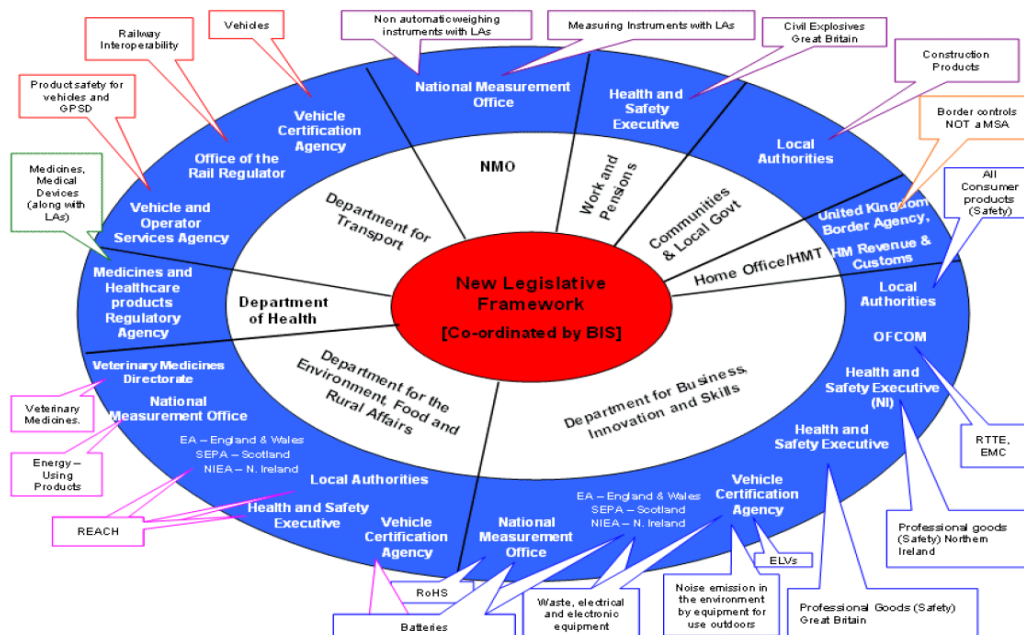 Non automatic weighing
instruments with LAs
Measuring Instruments with LAs
Civil Explosives
Great Britain
Construction
Products
Border controls
NOT a MSA
All
Consumer
products
(Safety)
Vehicles
Railway
Interoperability
Product safety for
vehicles and
GPSD
Medicines,
Medical
Devices
(along with
LAs)
National Measurement
Office
Health and
Safety
Executive
Local
Authorities
United Kingdom
Border Agency,
HM Revenue &
Customs
Vehicle
Certification
Agency
Office of the
Rail Regulator
Vehicle and
Operator
Services Agency
Medicines and
Healthcare
products
Regulatory
Agency
NMO
Work and
Pensions
Communities
& Local Govt
Home Office/HMT
Department for
Transport
Department
of Health
New Legislative
Framework
[Co-ordinated by BIS]
Department for the
Environment, Food and
Rural Affairs
Department for Business,
Innovation and Skills
Local
Authorities
OFCOM
Health and
Safety Executive
(NI)
Health and
Safety Executive
Vehicle
Certification
Agency
EA – England & Wales
SEPA – Scotland
NIEA – N. Ireland
National
Measurement
Office
Veterinary Medicines
Directorate
National
Measurement Office
EA – England & Wales
SEPA – Scotland
NIEA – N. Ireland
Local Authorities
Health and Safety
Executive
Vehicle
Certification
Agency
Veterinary
Medicines.
Energy –
Using
Products
REACH
RoHS
Batteries
Waste, electrical
and electronic
equipment
Noise emission in
the environment
by equipment for
use outdoors
ELVs
Professional Goods (Safety)
Great Britain
Professional goods
(Safety) Northern
Ireland
RTTE,
EMC